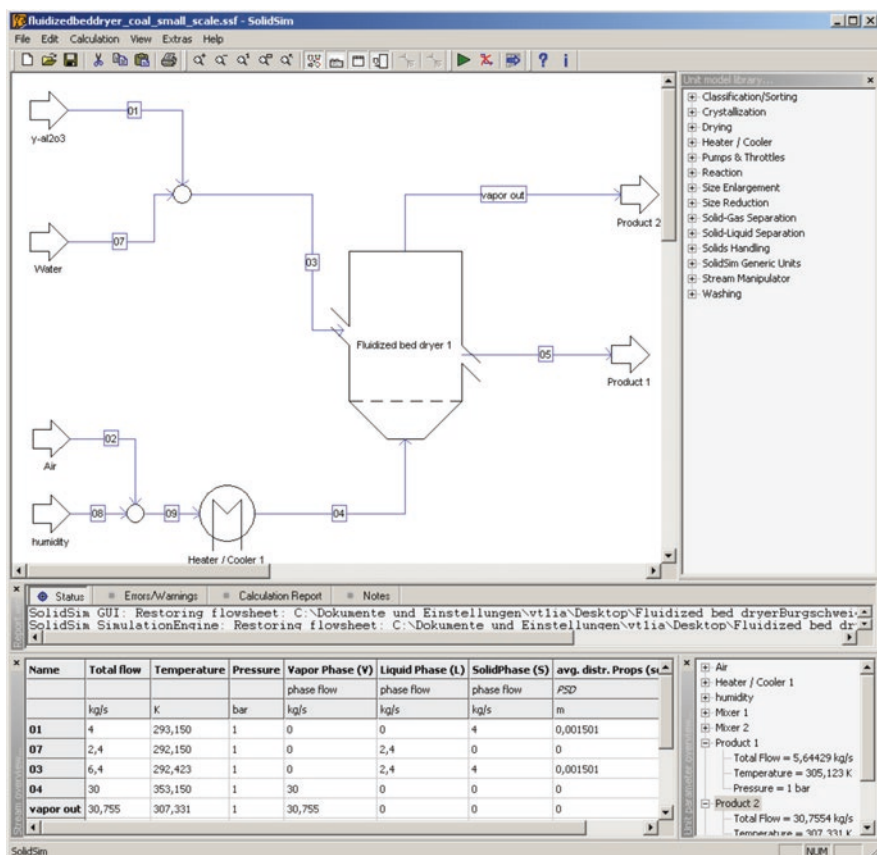 fluidizedbeddryer_coal_small_scale.ssf - SolidSim
File Edit Calculation View Extras Help
01
y-al2o3
07
Water
03
vapor out
Product 2
Fluidized bed dryer 1
05
Product 1
02
Air
08
09
04
humidity
Heater / Cooler 1
Unit model library...
Classification/Sorting
Crystallization
Drying
Heater / Cooler
Pumps & Throttles
Reaction
Size Enlargement
Size Reduction
Solid-Gas Separation
Solid-Liquid Separation
Solids Handling
SolidSim Generic Units
Stream Manipulator
Washing
Status Errors/Warnings Calculation Report Notes
SolidSim GUI: Restoring flowsheet: C:\Dokumente und Einstellungen\vt1ia\Desktop\Fluidized bed dryerBurgschwei
SolidSim SimulationEngine: Restoring flowsheet: C:\Dokumente und Einstellungen\vt1ia\Desktop\Fluidized bed dr
Name Total flow Temperature Pressure Vapor Phase (V) Liquid Phase (L) SolidPhase (S) avg. distr. Props (s
phase flow phase flow phase flow PSD
kg/s K bar kg/s kg/s kg/s m
01 4 293,150 1 0 0 4 0,001501
07 2,4 292,150 1 0 2,4 0 0
03 6,4 292,423 1 0 2,4 4 0,001501
04 30 353,150 1 30 0 0 0
vapor out 30,755 307,331 1 30,755 0 0 0
Stream overview...
Unit parameter overview...
Air
Heater / Cooler 1
humidity
Mixer 1
Mixer 2
Product 1
Total Flow = 5,64429 kg/s
Temperature = 305,123 K
Pressure = 1 bar
Product 2
Total Flow = 30,7554 kg/s
Temperature = 307,331 K
SolidSim
NUM